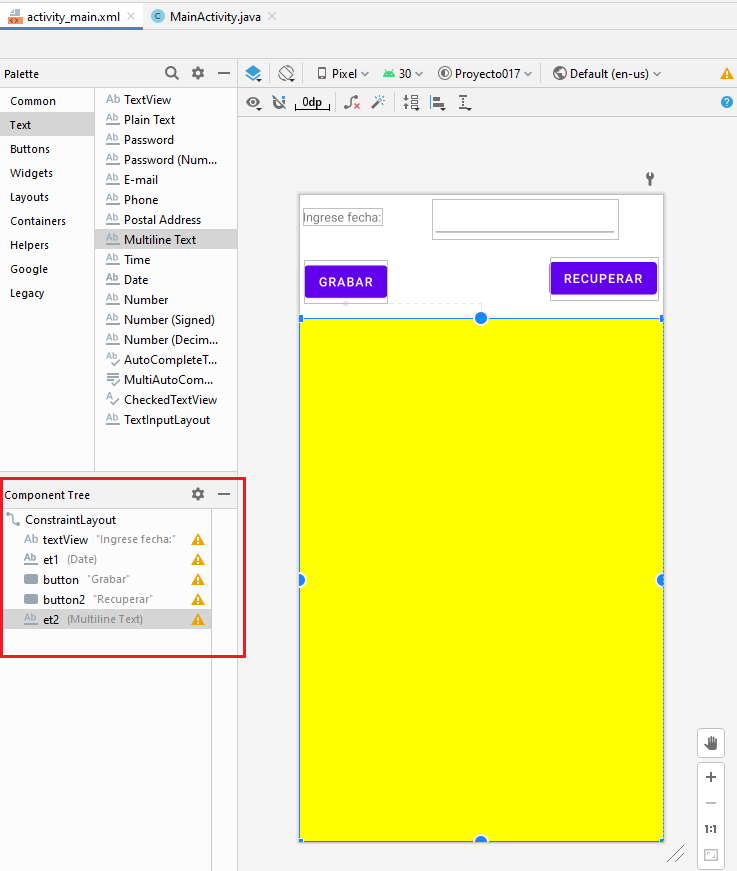 activity_main.xml MainActivity.java
Palette
Pixel 30 Proyecto017 Default (en-us)
0dp
Common
Text
Buttons
Widgets
Layouts
Containers
Helpers
Google
Legacy
Ab TextView
Ab Plain Text
Ab Password
Ab Password (Num...
Ab E-mail
Ab Phone
Ab Postal Address
Ab Multiline Text
Ab Time
Ab Date
Ab Number
Ab Number (Signed)
Ab Number (Decim...
Ab AutoCompleteT...
MultiAutoCom...
A CheckedTextView
Ab TextInputLayout
Component Tree
ConstraintLayout
Ab textView "Ingrese fecha:"
Ab et1 (Date)
button "Grabar"
button2 "Recuperar"
Ab et2 (Multiline Text)
Ingrese fecha:
GRABAR
RECUPERAR
+
−
1:1